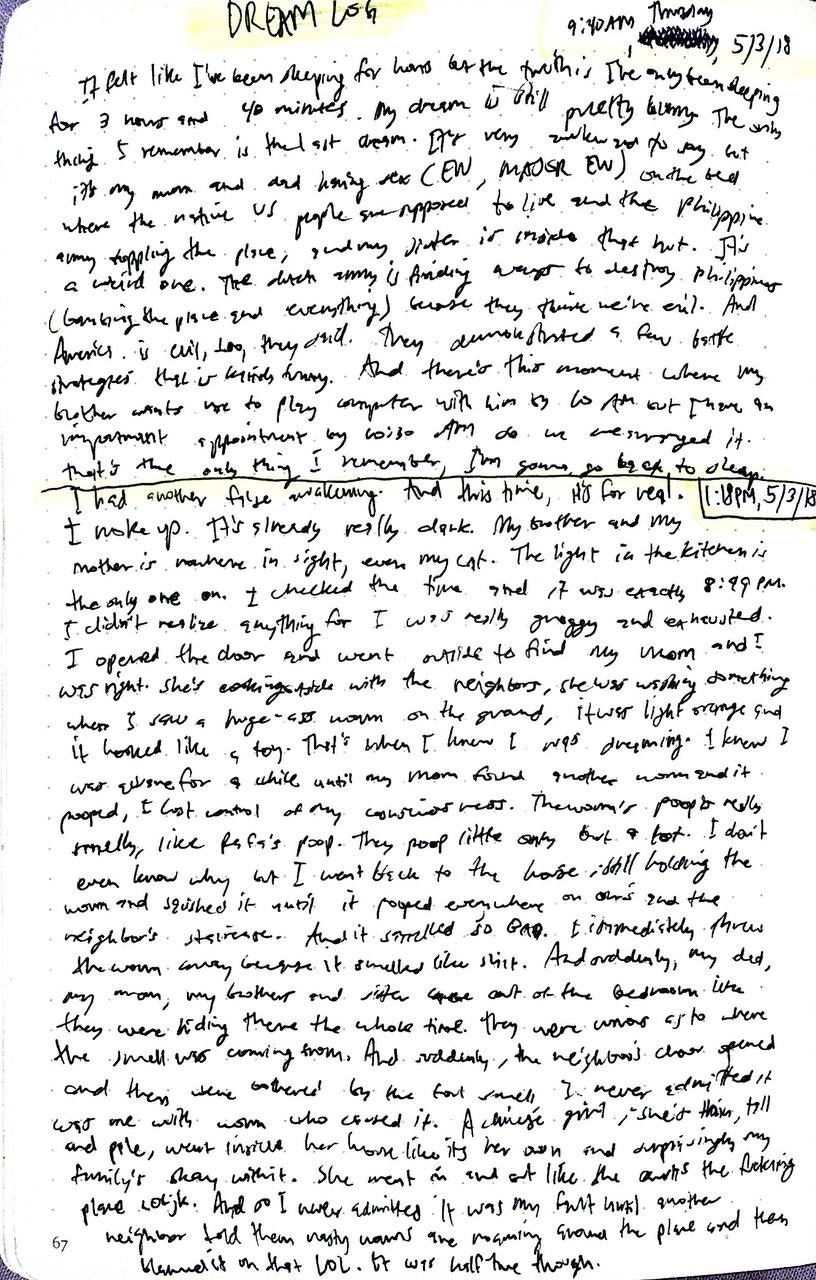 DREAM LOG
9:40AM Thursday, 5/3/18
It felt like I've been sleeping for hours but the truth is I've only been sleeping
for 3 hours and 40 minutes. My dream is still pretty blurry. The only
thing I remember is the last dream. It's very awkward to say but
it's my mom and dad having sex (EW, MAJOR EW) on the bed
where the native US people are supposed to live and the Philippine
army toppling the place, and my sister is inside that hut. It's
a weird one. The dutch army is finding ways to destroy Philippines
(bombing the place and everything) because they think we're evil. And
America is evil, too, they said. They demonstrated a few battle
strategies that is kinda funny. And there's this moment where my
brother wants me to play computer with him by 10 AM but I have an
important appointment by 10:30 AM so we arranged it.
that's the only thing I remember, I'm gonna go back to sleep.
I had another false awakening. And this time, it's for real. 1:18PM, 5/3/18
I woke up. It's already really dark. My brother and my
mother is nowhere in sight, even my cat. The light in the kitchen is
the only one on. I checked the time and it was exactly 8:49 PM.
I didn't realize anything for I was really groggy and exhausted.
I opened the door and went outside to find my mom and I
was right. She's outside with the neighbors, she was washing something
when I saw a huge-ass worm on the ground, it was light orange and
it looked like a toy. That's when I knew I was dreaming. I knew I
was aware for a while until my mom found another worm and it
pooped, I lost control of my consciousness. The worm's poop is really
smelly, like Rafa's poop. They poop little only but a lot. I don't
even know why but I went back to the house, still holding the
worm and squished it until it pooped everywhere on ours and the
neighbor's staircase. And it smelled so BAD. I immediately threw
the worm away because it smelled like shit. And suddenly, my dad,
my mom, my brother and sister came out of the bedroom like
they were hiding there the whole time. They were curious as to where
the smell was coming from. And suddenly, the neighbor's door opened
and they were bothered by the foul smell. I never admitted it
was me with worm who caused it. A chinese girl, she's thin, tall
and pale, went inside her house like its her own and surprisingly my
family's okay with it. She went in and out like she owns the fucking
place. And so I never admitted it was my fault until another
neighbor told them nasty worms are roaming around the place and then
blamed it on that LOL. It was half true though.
67